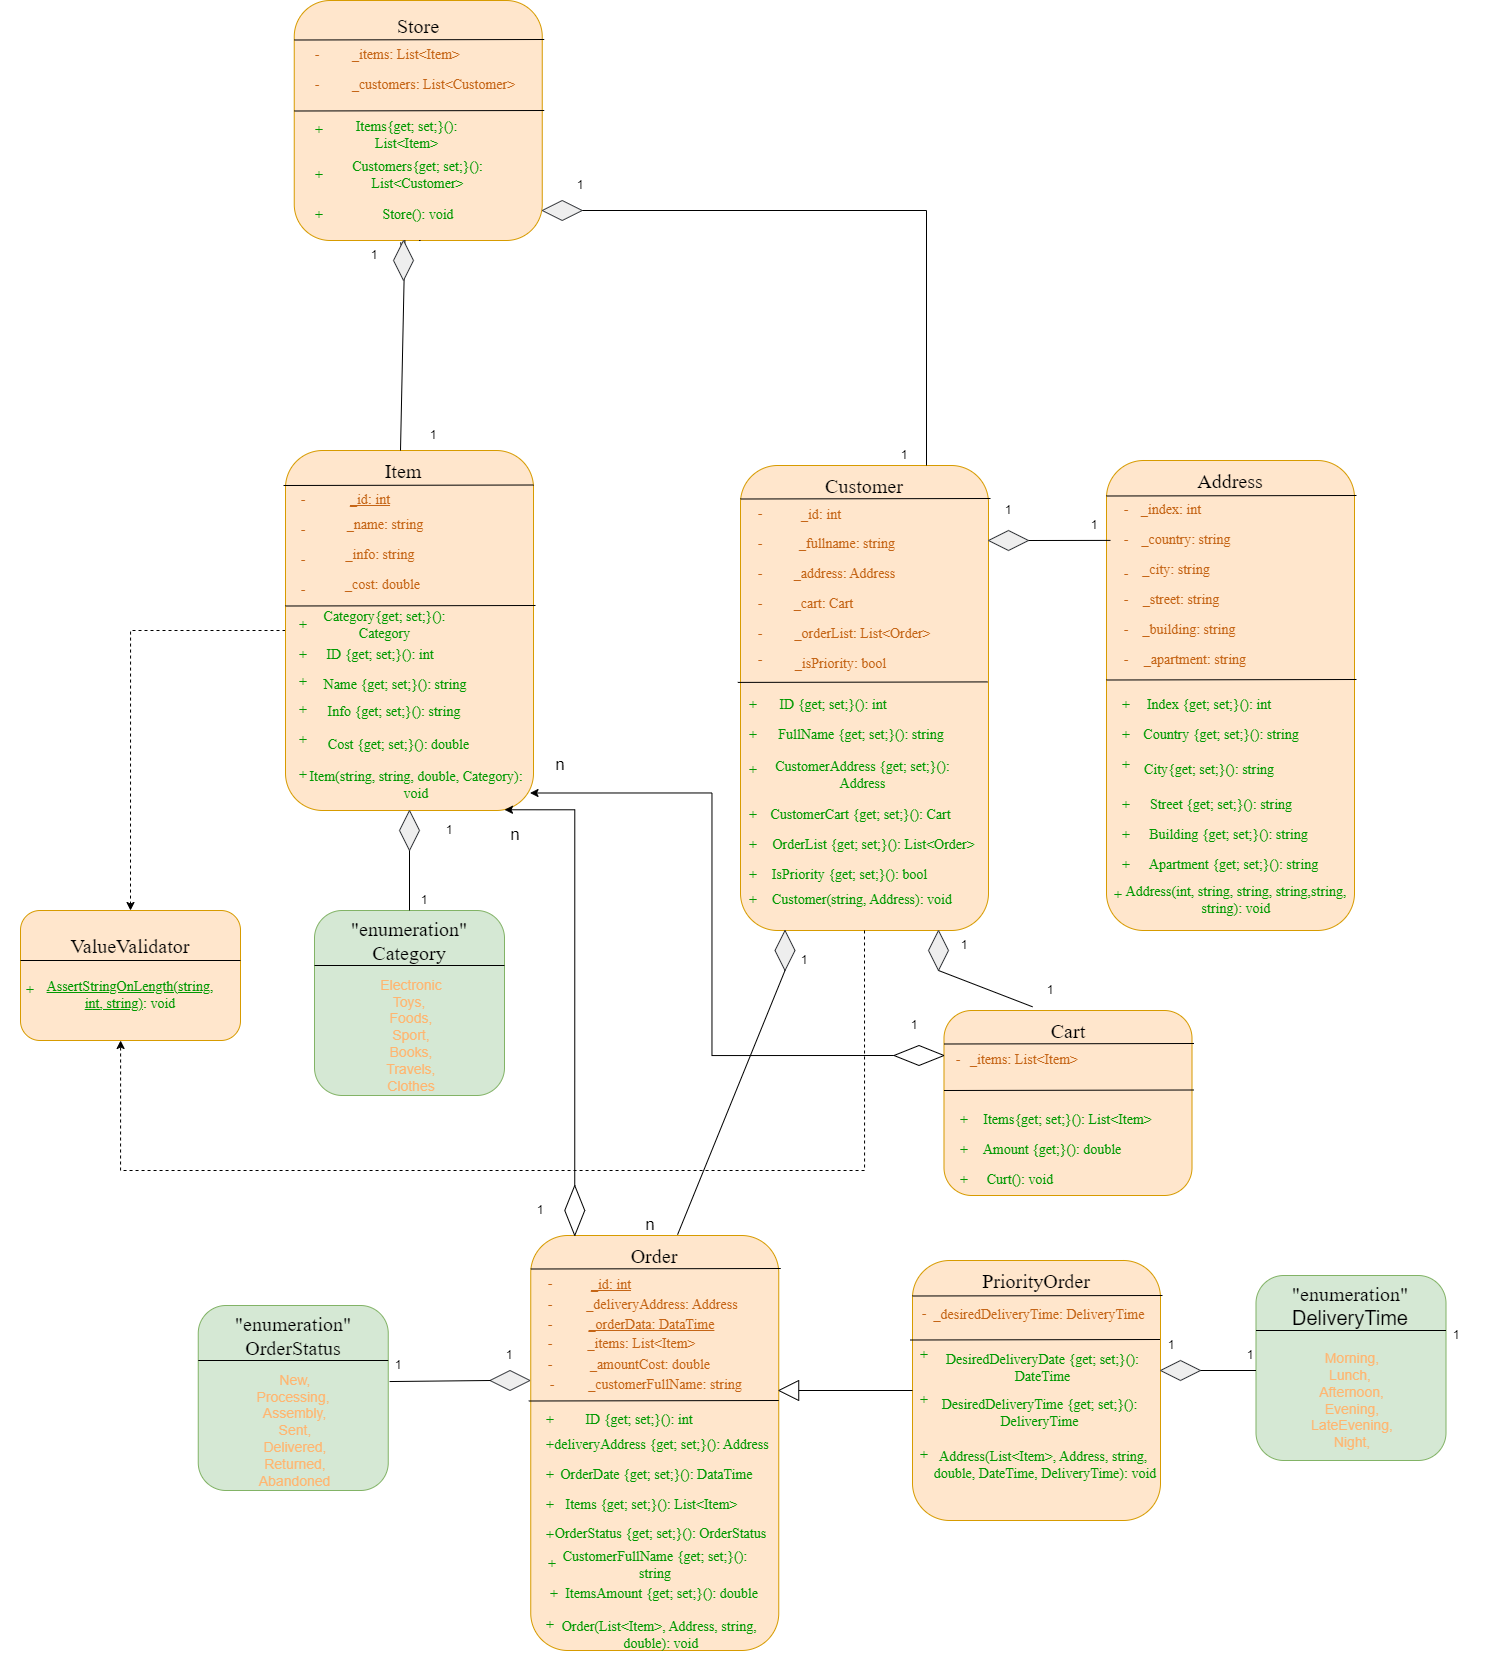 Store
- _items: List<Item>
- _customers: List<Customer>
+ Items{get; set;}():
List<Item>
+ Customers{get; set;}():
List<Customer>
+ Store(): void
1
1
1
1
Item
- _id: int
- _name: string
- _info: string
- _cost: double
+ Category{get; set;}():
Category
+ ID {get; set;}(): int
+ Name {get; set;}(): string
+ Info {get; set;}(): string
+ Cost {get; set;}(): double
+ Item(string, string, double, Category):
void
n
n
1
1
Customer
- _id: int
- _fullname: string
- _address: Address
- _cart: Cart
- _orderList: List<Order>
- _isPriority: bool
+ ID {get; set;}(): int
+ FullName {get; set;}(): string
+ CustomerAddress {get; set;}():
Address
+ CustomerCart {get; set;}(): Cart
+ OrderList {get; set;}(): List<Order>
+ IsPriority {get; set;}(): bool
+ Customer(string, Address): void
1
1
Address
- _index: int
- _country: string
- _city: string
- _street: string
- _building: string
- _apartment: string
+ Index {get; set;}(): int
+ Country {get; set;}(): string
+ City{get; set;}(): string
+ Street {get; set;}(): string
+ Building {get; set;}(): string
+ Apartment {get; set;}(): string
+ Address(int, string, string, string,string,
string): void
ValueValidator
+ AssertStringOnLength(string,
int, string): void
"enumeration"
Category
Electronic
Toys,
Foods,
Sport,
Books,
Travels,
Clothes
1
1
1
1
Cart
- _items: List<Item>
+ Items{get; set;}(): List<Item>
+ Amount {get;}(): double
+ Curt(): void
1
n
Order
- _id: int
- _deliveryAddress: Address
- _orderData: DataTime
- _items: List<Item>
- _amountCost: double
- _customerFullName: string
+ ID {get; set;}(): int
+deliveryAddress {get; set;}(): Address
+ OrderDate {get; set;}(): DataTime
+ Items {get; set;}(): List<Item>
+OrderStatus {get; set;}(): OrderStatus
+ CustomerFullName {get; set;}():
string
+ ItemsAmount {get; set;}(): double
+ Order(List<Item>, Address, string,
double): void
"enumeration"
OrderStatus
New,
Processing,
Assembly,
Sent,
Delivered,
Returned,
Abandoned
1
1
PriorityOrder
- _desiredDeliveryTime: DeliveryTime
+ DesiredDeliveryDate {get; set;}():
DateTime
+ DesiredDeliveryTime {get; set;}():
DeliveryTime
+ Address(List<Item>, Address, string,
double, DateTime, DeliveryTime): void
1
1
"enumeration"
DeliveryTime
Morning,
Lunch,
Afternoon,
Evening,
LateEvening,
Night,
1